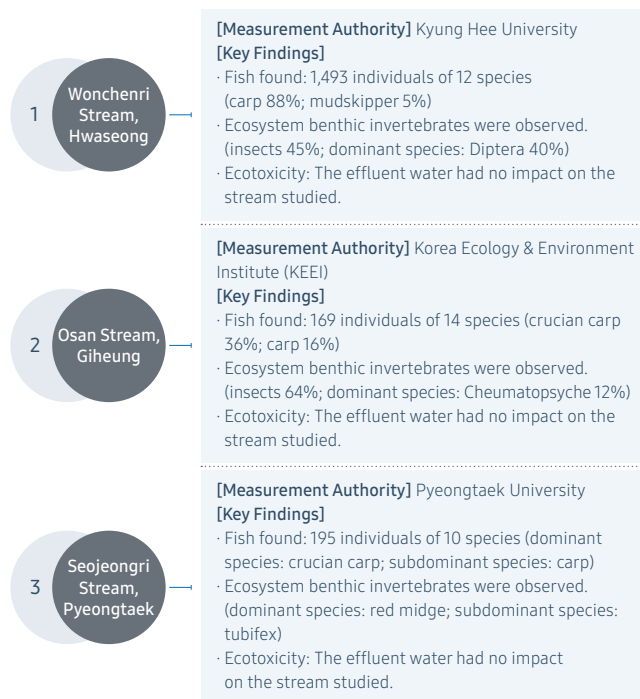 [Measurement Authority] Kyung Hee University
[Key Findings]
1
Wonchenri
Stream,
Hwaseong
· Fish found: 1,493 individuals of 12 species
(carp 88%; mudskipper 5%)
· Ecosystem benthic invertebrates were observed.
(insects 45%; dominant species: Diptera 40%)
· Ecotoxicity: The effluent water had no impact on the
stream studied.
[Measurement Authority] Korea Ecology & Environment
Institute (KEEI)
[Key Findings]
2
Osan Stream,
Giheung
· Fish found: 169 individuals of 14 species (crucian carp
36%; carp 16%)
· Ecosystem benthic invertebrates were observed.
(insects 64%; dominant species: Cheumatopsyche 12%)
· Ecotoxicity: The effluent water had no impact on the
stream studied.
[Measurement Authority] Pyeongtaek University
[Key Findings]
3
Seojeongri
Stream,
Pyeongtaek
· Fish found: 195 individuals of 10 species (dominant
species: crucian carp; subdominant species: carp)
· Ecosystem benthic invertebrates were observed.
(dominant species: red midge; subdominant species:
tubifex)
· Ecotoxicity: The effluent water had no impact
on the stream studied.